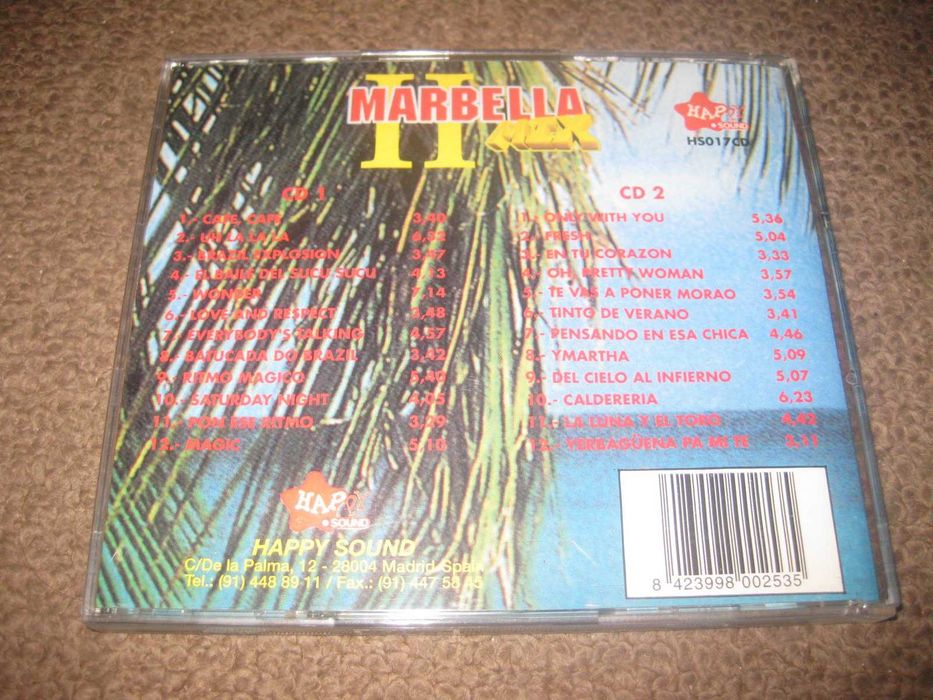 II
MARBELLA
MIX
HAPPY
SOUND
HS017CD
CD 1
1.- CAFE, CAFE 3,40
2.- UH LA LA LA 6,32
3.- BRAZIL EXPLOSION 3,47
4.- EL BAILE DEL SUCU SUCU 4,13
5.- WONDER 7,14
6.- LOVE AND RESPECT 3,48
7.- EVERYBODY'S TALKING 4,57
8.- BATUCADA DO BRAZIL 3,42
9.- RITMO MAGICO 5,40
10.- SATURDAY NIGHT 4,05
11.- PON ESE RITMO 3,29
12.- MAGIC 5,10
CD 2
1.- ONLY WITH YOU 5,36
2.- FRESH 5,04
3.- EN TU CORAZON 3,33
4.- OH, PRETTY WOMAN 3,57
5.- TE VAS A PONER MORAO 3,54
6.- TINTO DE VERANO 3,41
7.- PENSANDO EN ESA CHICA 4,46
8.- YMARTHA 5,09
9.- DEL CIELO AL INFIERNO 5,07
10.- CALDERERIA 6,23
11.- LA LUNA Y EL TORO 4,42
12.- YERBAGÜENA PA MI TE 3,11
HAPPY
SOUND
HAPPY SOUND
C/De la Palma, 12 - 28004 Madrid-Spain
Tel.: (91) 448 89 11 / Fax.: (91) 447 58 45
8 423998 002535